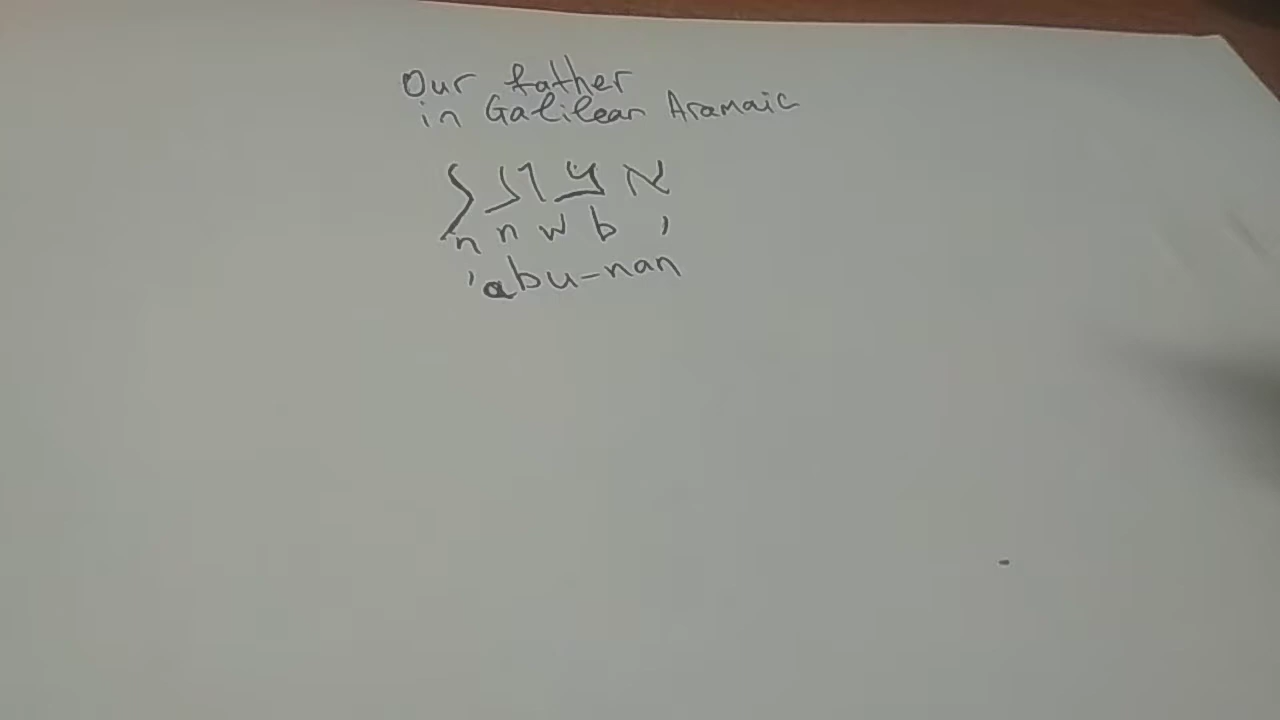 Our father
in Galilean Aramaic
אבונן
n n w b '
'abu-nan